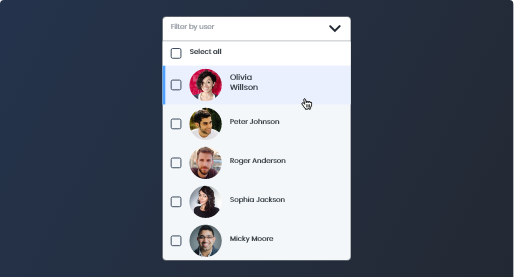 Filter by user
Select all
Olivia
Willson
Peter Johnson
Roger Anderson
Sophia Jackson
Micky Moore